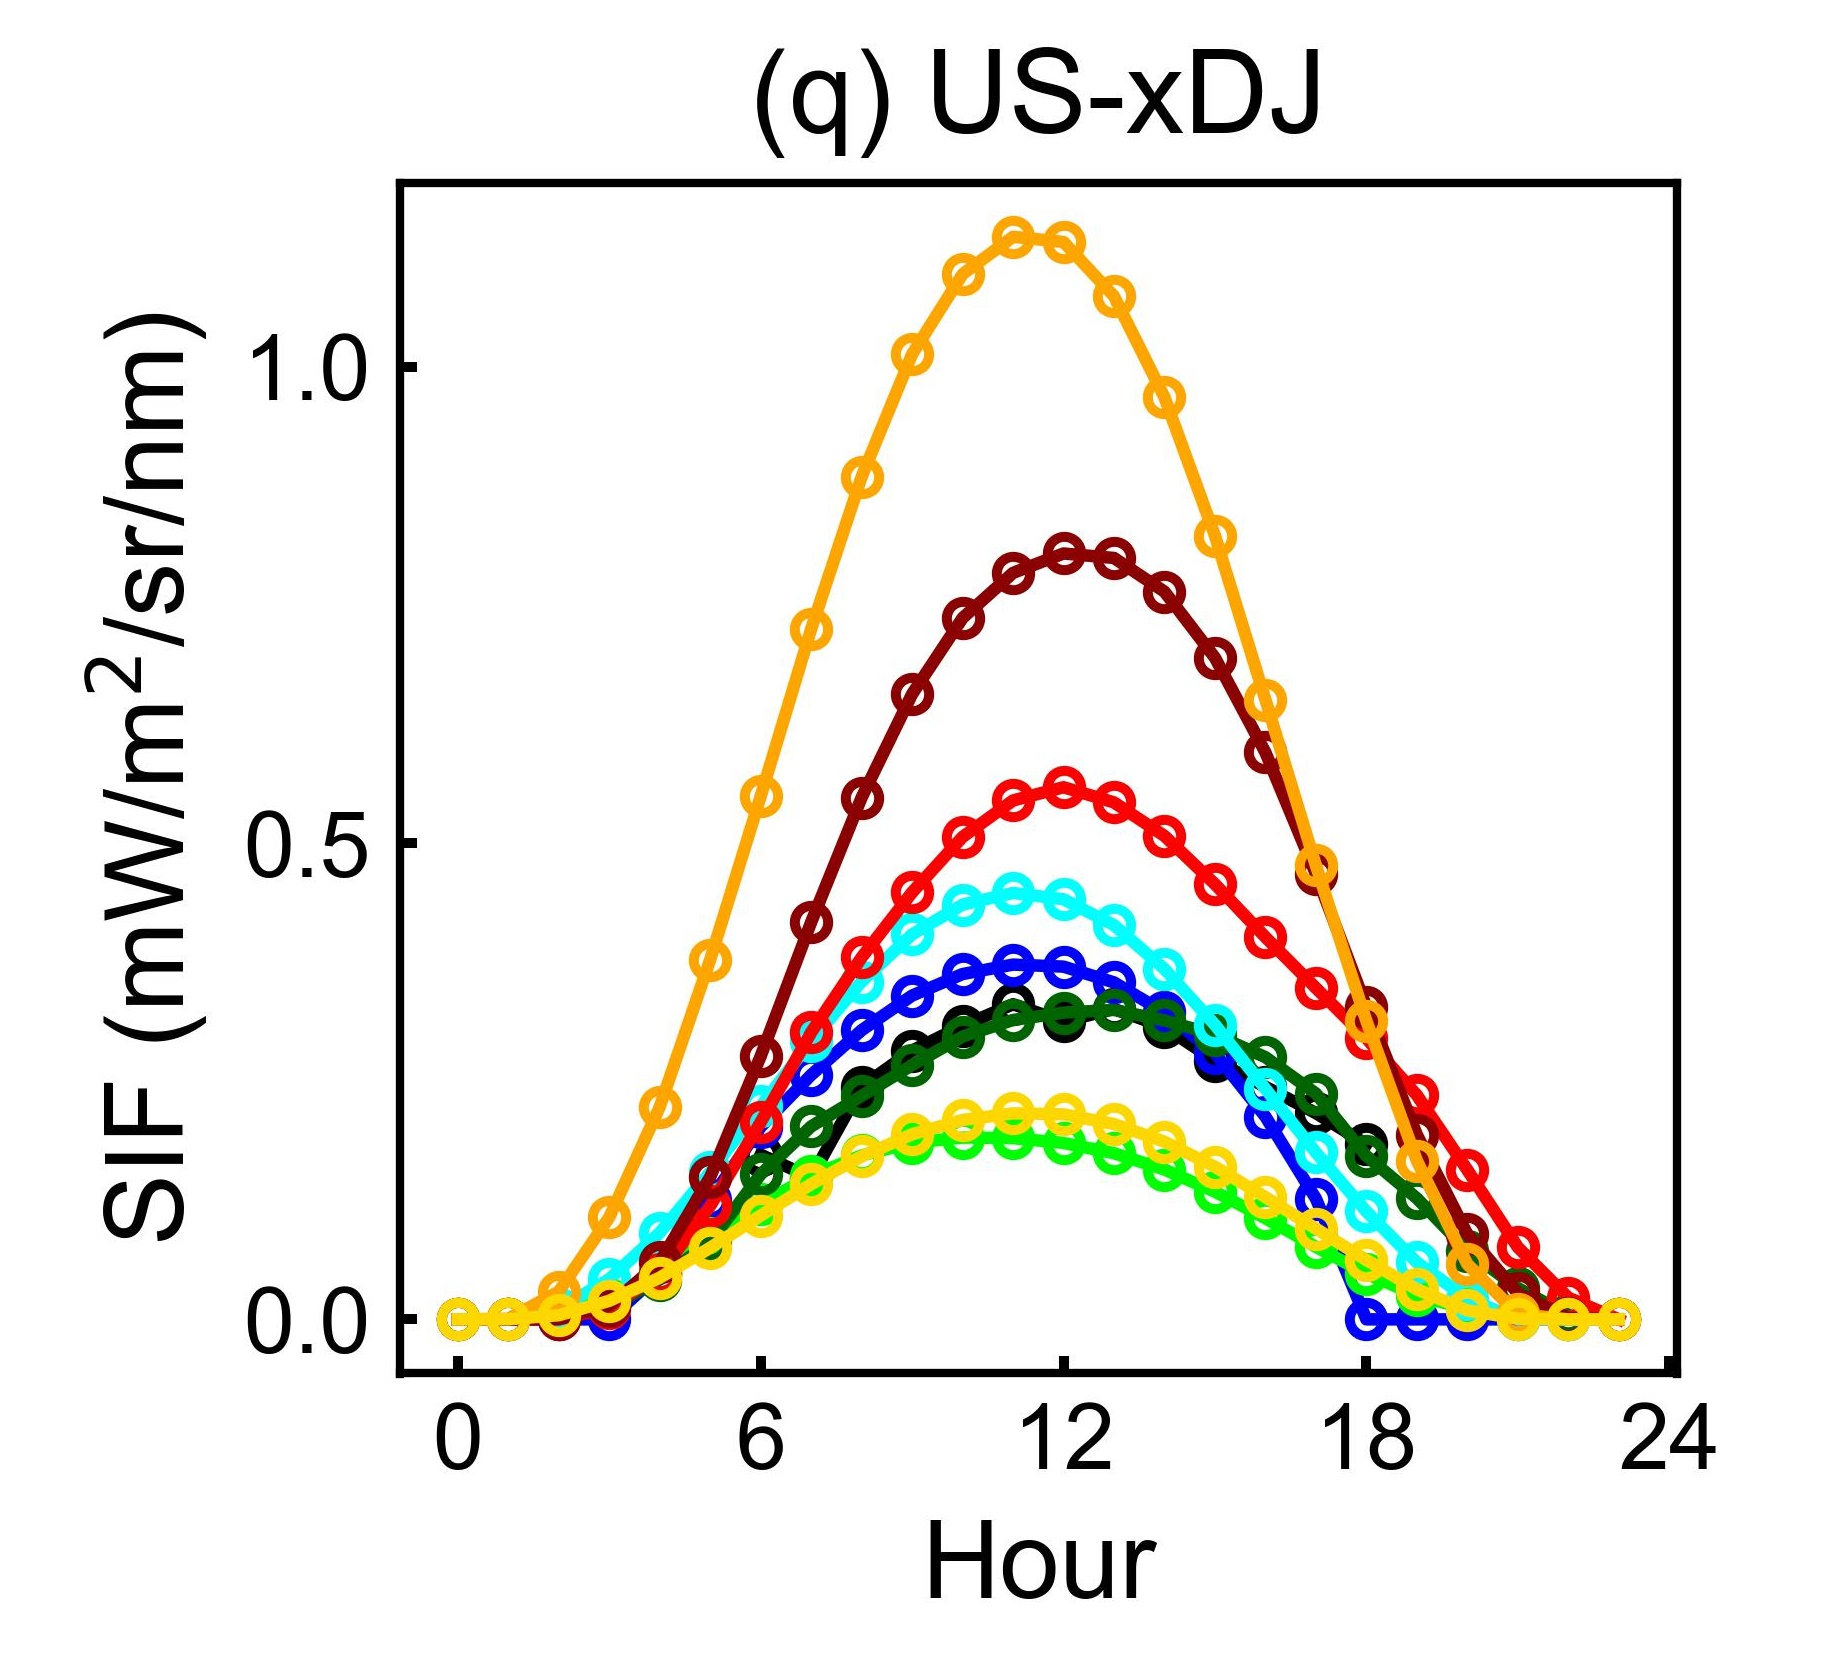 (q) US-xDJ
SIF (mW/m²/sr/nm)
1.0
0.5
0.0
0 6 12 18 24
Hour